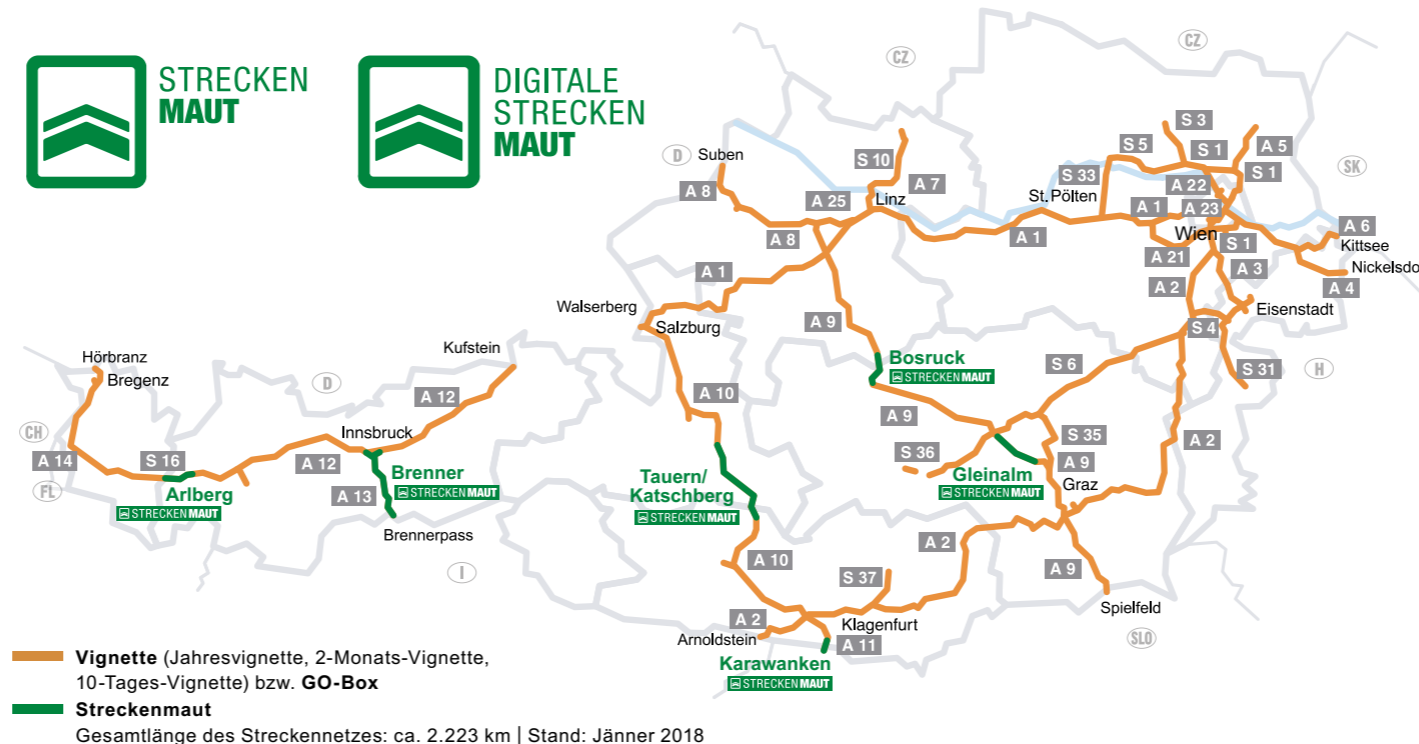 STRECKEN
MAUT
DIGITALE
STRECKEN
MAUT
CZ
CZ
S 3
S 5
S 1
A 5
D
Suben
S 10
A 7
S 33
A 22
S 1
SK
A 8
A 25
Linz
St. Pölten
A 1
A 23
A 8
A 1
Wien
S 1
A 6
Kittsee
A 21
A 3
Nickelsdo
A 1
A 2
A 4
Walserberg
Salzburg
A 9
S 4
Eisenstadt
Hörbranz
Bregenz
Kufstein
D
Bosruck
STRECKENMAUT
S 6
S 31
H
A 12
A 10
A 9
CH
Innsbruck
S 35
A 2
A 14
S 16
A 12
S 36
A 9
FL
Arlberg
STRECKENMAUT
A 13
Brenner
STRECKENMAUT
Tauern/
Katschberg
STRECKENMAUT
Gleinalm
STRECKENMAUT
Graz
Brennerpass
A 2
I
A 10
S 37
A 9
Spielfeld
A 2
Klagenfurt
Arnoldstein
A 11
SLO
Karawanken
STRECKENMAUT
Vignette (Jahresvignette, 2-Monats-Vignette,
10-Tages-Vignette) bzw. GO-Box
Streckenmaut
Gesamtlänge des Streckennetzes: ca. 2.223 km | Stand: Jänner 2018